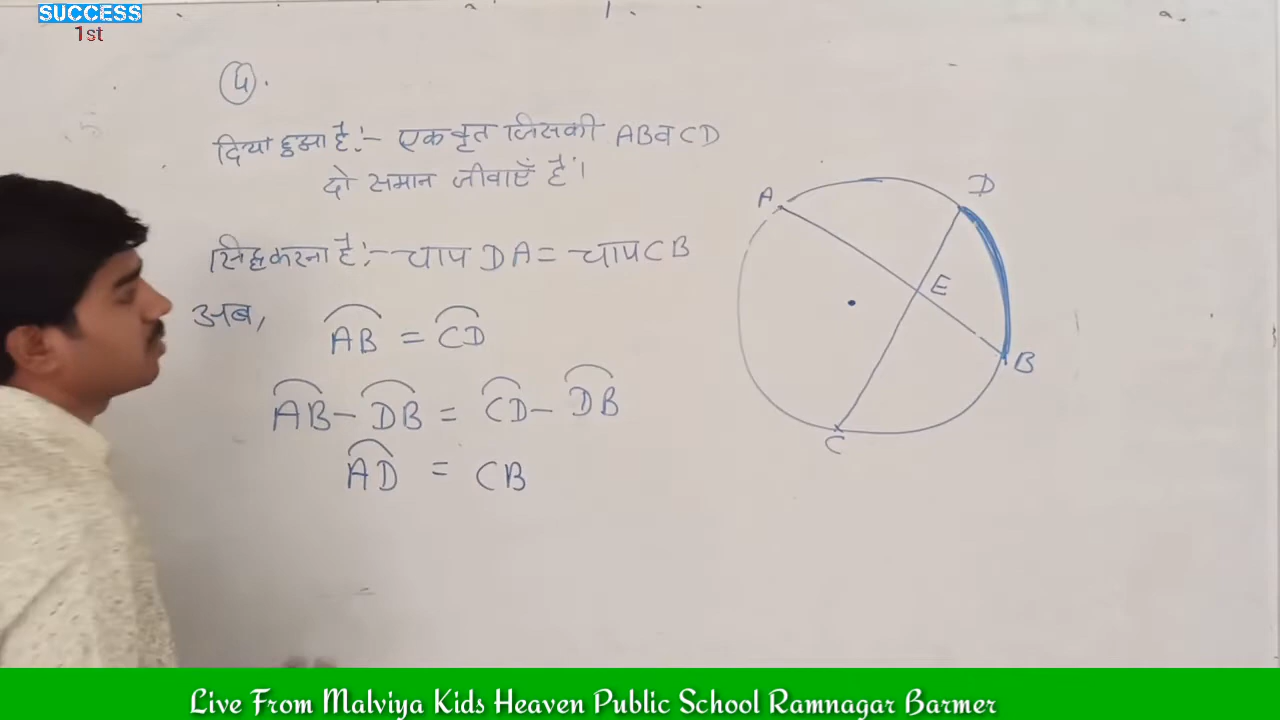 SUCCESS
1st
4.
दिया हुआ है:- एक वृत जिसकी AB व CD
दो समान जीवाएँ है।
सिद्ध करना है:- चाप DA = चाप CB
अब,
AB = CD
AB - DB = CD - DB
AD = CB
A
D
E
B
C
Live From Malviya Kids Heaven Public School Ramnagar Barmer